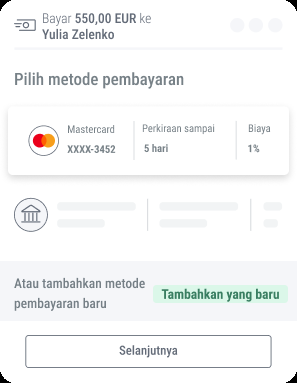 Bayar 550,00 EUR ke
Yulia Zelenko
Pilih metode pembayaran
Mastercard
XXXX-3452
Perkiraan sampai
5 hari
Biaya
1%
Atau tambahkan metode
pembayaran baru
Tambahkan yang baru
Selanjutnya